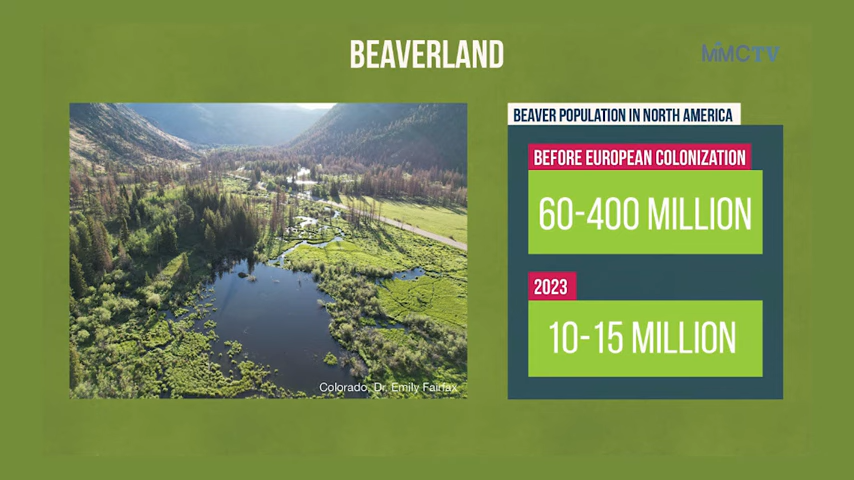 BEAVERLAND
MMCTV
Colorado, Dr. Emily Fairfax
BEAVER POPULATION IN NORTH AMERICA
BEFORE EUROPEAN COLONIZATION
60-400 MILLION
2023
10-15 MILLION